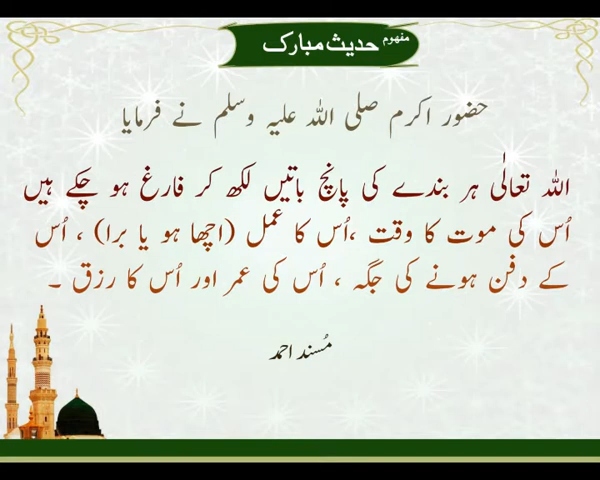 مفہوم حدیث مبارک
حضور اکرم صلی اللہ علیہ وسلم نے فرمایا
اللہ تعالٰی ہر بندے کی پانچ باتیں لکھ کر فارغ ہو چکے ہیں
اُس کی موت کا وقت ،اُس کا عمل (اچھا ہو یا برا) ، اُس
کے دفن ہونے کی جگہ ، اُس کی عمر اور اُس کا رزق ۔
مُسند احمد